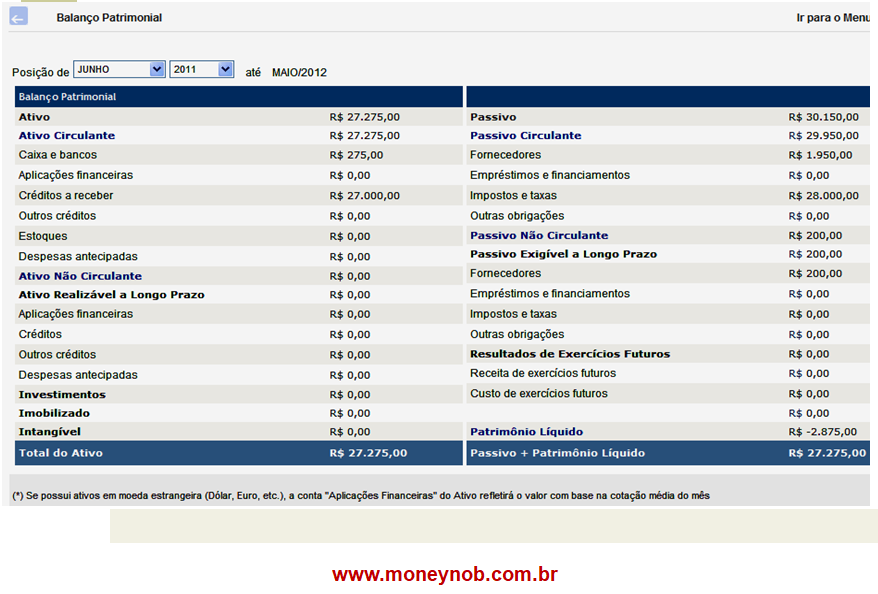 Balanço Patrimonial Ir para o Menu
Posição de JUNHO 2011 até MAIO/2012
Balanço Patrimonial
Ativo R$ 27.275,00 Passivo R$ 30.150,00
Ativo Circulante R$ 27.275,00 Passivo Circulante R$ 29.950,00
Caixa e bancos R$ 275,00 Fornecedores R$ 1.950,00
Aplicações financeiras R$ 0,00 Empréstimos e financiamentos R$ 0,00
Créditos a receber R$ 27.000,00 Impostos e taxas R$ 28.000,00
Outros créditos R$ 0,00 Outras obrigações R$ 0,00
Estoques R$ 0,00 Passivo Não Circulante R$ 200,00
Despesas antecipadas R$ 0,00 Passivo Exigível a Longo Prazo R$ 200,00
Ativo Não Circulante R$ 0,00 Fornecedores R$ 200,00
Ativo Realizável a Longo Prazo R$ 0,00 Empréstimos e financiamentos R$ 0,00
Aplicações financeiras R$ 0,00 Impostos e taxas R$ 0,00
Créditos R$ 0,00 Outras obrigações R$ 0,00
Outros créditos R$ 0,00 Resultados de Exercícios Futuros R$ 0,00
Despesas antecipadas R$ 0,00 Receita de exercícios futuros R$ 0,00
Investimentos R$ 0,00 Custo de exercícios futuros R$ 0,00
Imobilizado R$ 0,00 R$ 0,00
Intangível R$ 0,00 Patrimônio Líquido R$ -2.875,00
Total do Ativo R$ 27.275,00 Passivo + Patrimônio Líquido R$ 27.275,00
(*) Se possui ativos em moeda estrangeira (Dólar, Euro, etc.), a conta "Aplicações Financeiras" do Ativo refletirá o valor com base na cotação média do mês
www.moneynob.com.br